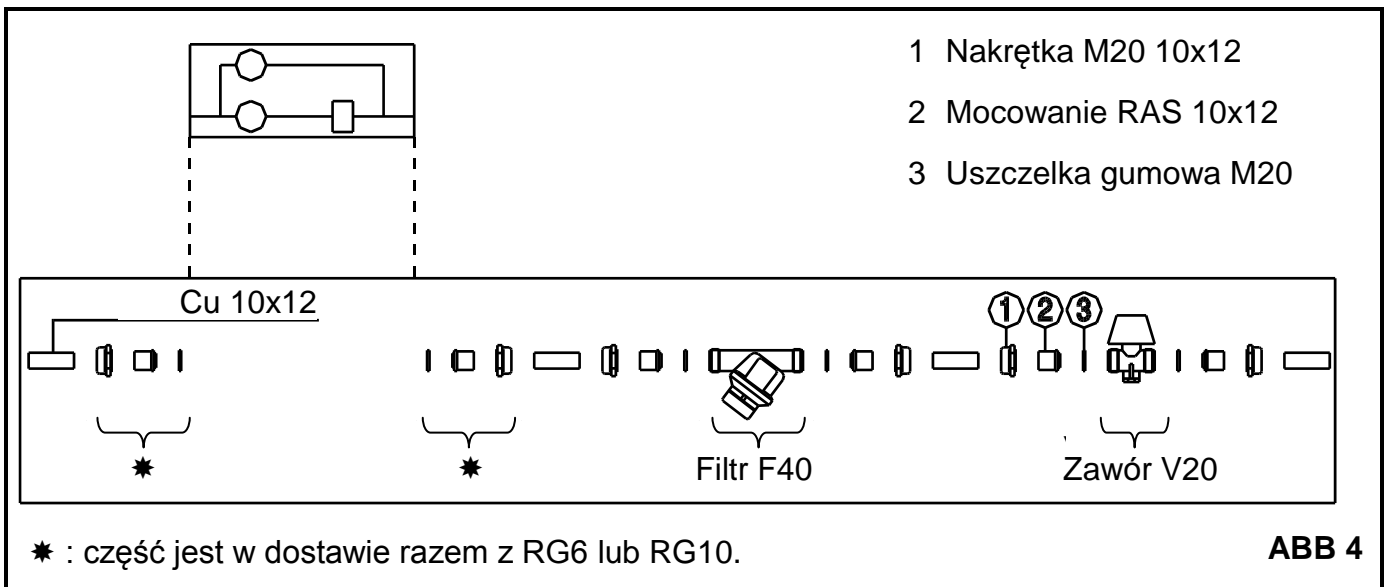 1 Nakrętka M20 10x12
2 Mocowanie RAS 10x12
3 Uszczelka gumowa M20
Cu 10x12
1 2 3
✷ ✷ Filtr F40 Zawór V20
✷ : część jest w dostawie razem z RG6 lub RG10.
ABB 4